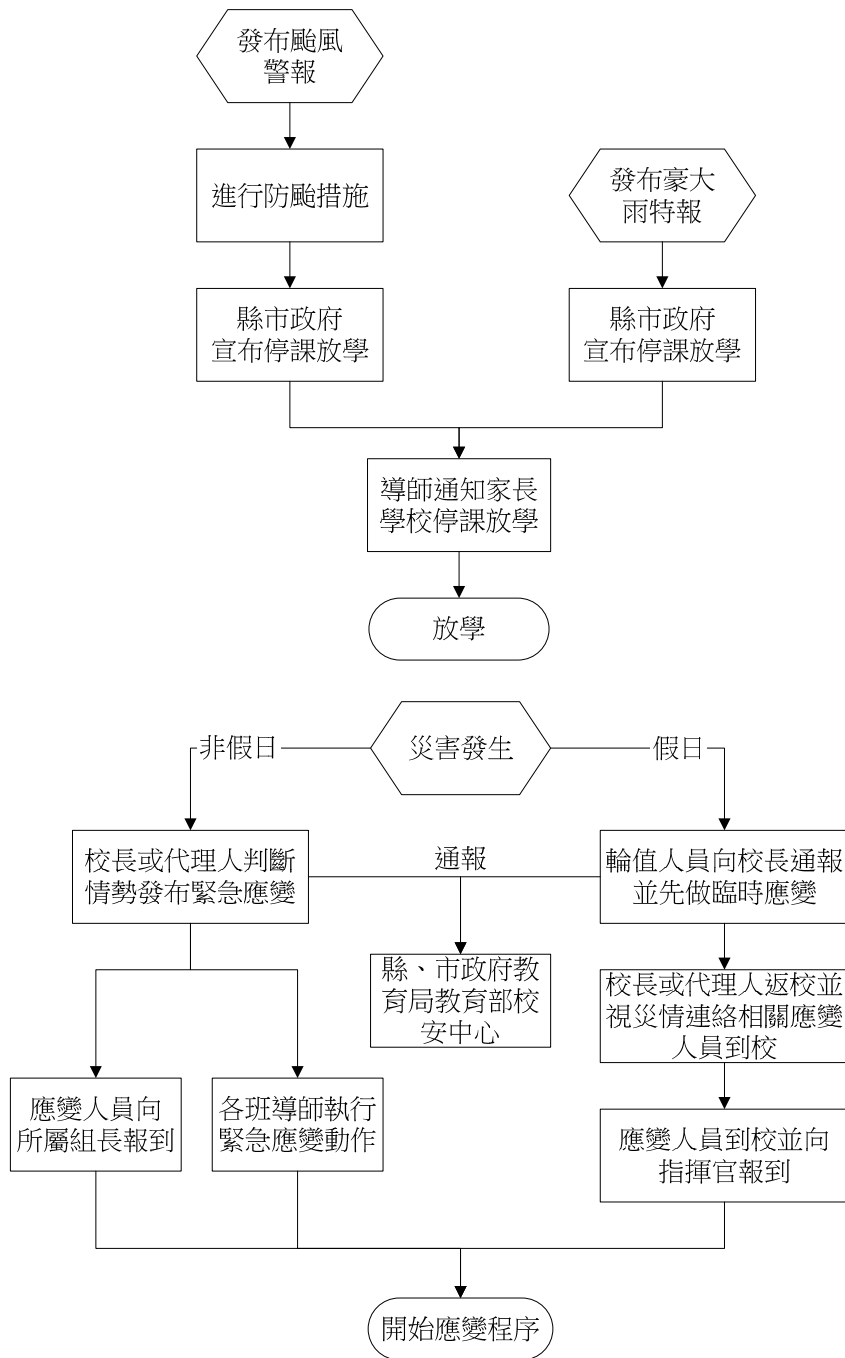 發布颱風
警報
進行防颱措施
發布豪大
雨特報
縣市政府
宣布停課放學
縣市政府
宣布停課放學
導師通知家長
學校停課放學
放學
災害發生
非假日
假日
校長或代理人判斷
情勢發布緊急應變
通報
輪值人員向校長通報
並先做臨時應變
縣、市政府教
育局教育部校
安中心
校長或代理人返校並
視災情連絡相關應變
人員到校
應變人員向
所屬組長報到
各班導師執行
緊急應變動作
應變人員到校並向
指揮官報到
開始應變程序